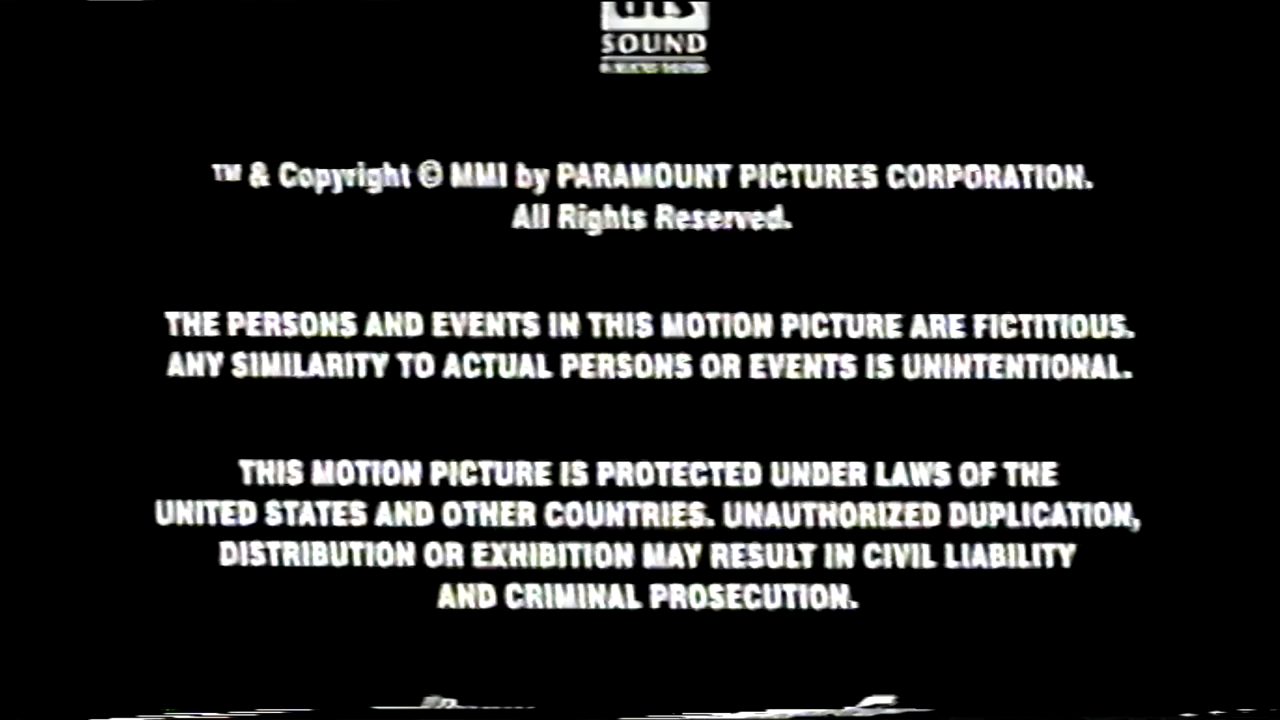 SOUND
™ & Copyright © MMI by PARAMOUNT PICTURES CORPORATION.
All Rights Reserved.
THE PERSONS AND EVENTS IN THIS MOTION PICTURE ARE FICTITIOUS.
ANY SIMILARITY TO ACTUAL PERSONS OR EVENTS IS UNINTENTIONAL.
THIS MOTION PICTURE IS PROTECTED UNDER LAWS OF THE
UNITED STATES AND OTHER COUNTRIES. UNAUTHORIZED DUPLICATION,
DISTRIBUTION OR EXHIBITION MAY RESULT IN CIVIL LIABILITY
AND CRIMINAL PROSECUTION.